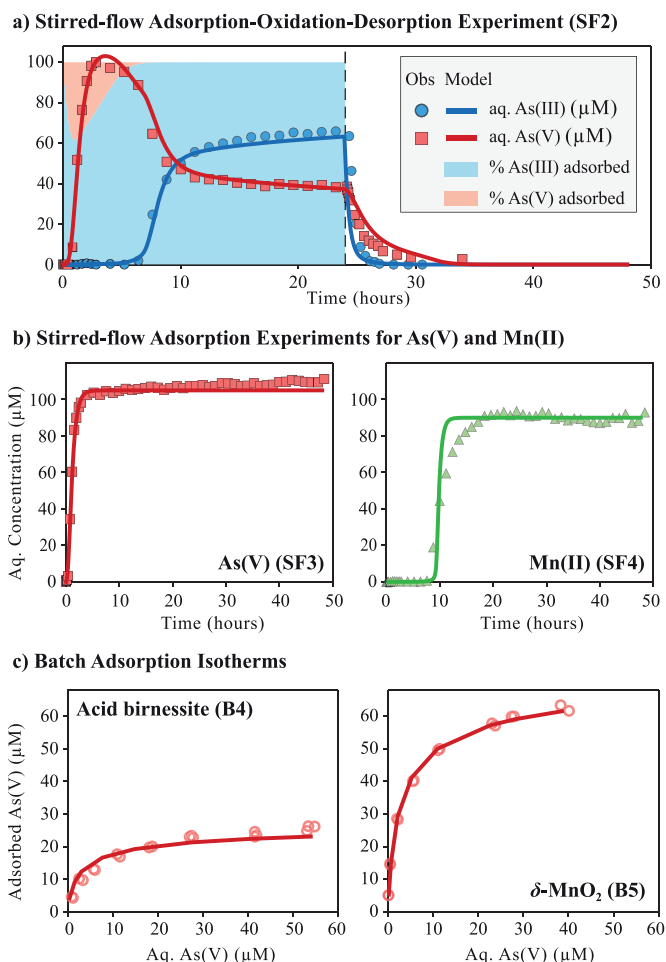 a) Stirred-flow Adsorption-Oxidation-Desorption Experiment (SF2)
100
80
60
40
20
0
Obs Model
aq. As(III) (µM)
aq. As(V) (µM)
% As(III) adsorbed
% As(V) adsorbed
0 10 20 30 40 50
Time (hours)
b) Stirred-flow Adsorption Experiments for As(V) and Mn(II)
Aq. Concentration (µM)
100
80
60
40
20
0
As(V) (SF3)
0 10 20 30 40 50
Time (hours)
100
80
60
40
20
0
Mn(II) (SF4)
0 10 20 30 40 50
Time (hours)
c) Batch Adsorption Isotherms
Adsorbed As(V) (µM)
Acid birnessite (B4)
60
50
40
30
20
10
0
0 10 20 30 40 50 60
Aq. As(V) (µM)
60
50
40
30
20
10
0
δ-MnO₂ (B5)
0 10 20 30 40 50 60
Aq. As(V) (µM)